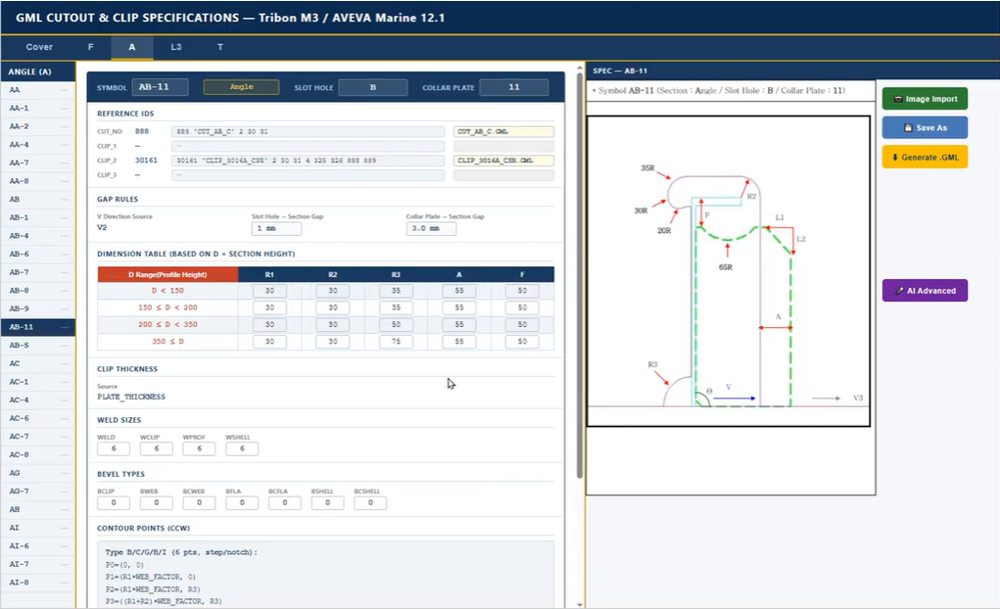 GML CUTOUT & CLIP SPECIFICATIONS — Tribon M3 / AVEVA Marine 12.1
Cover F A L3 T
ANGLE (A)
AA
AA-1
AA-2
AA-4
AA-7
AA-8
AB
AB-1
AB-4
AB-6
AB-7
AB-8
AB-9
AB-11
AB-S
AC
AC-1
AC-4
AC-6
AC-7
AC-8
AG
AG-7
AH
AI
AI-6
AI-7
AI-8
SYMBOL AB-11 Angle SLOT HOLE B COLLAR PLATE 11
REFERENCE IDS
CUT_NO 888 888 'CUT_AB_C' 2 30 31 CUT_AB_C.GML
CLIP_1 — —
CLIP_2 30161 30161 'CLIP_3016A_CSR' 2 30 31 4 325 326 888 889 CLIP_3016A_CSR.GML
CLIP_3 — —
GAP RULES
V Direction Source Slot Hole — Section Gap Collar Plate — Section Gap
V2 1 mm 3.0 mm
DIMENSION TABLE (BASED ON D = SECTION HEIGHT)
D Range(Profile Height) R1 R2 R3 A F
D < 150 30 30 35 55 50
150 ≤ D < 200 30 30 35 55 50
200 ≤ D < 350 30 30 50 55 50
350 ≤ D 30 30 75 55 50
CLIP THICKNESS
Source
PLATE_THICKNESS
WELD SIZES
WELD WCLIP WPROF WSHELL
6 6 6 6
BEVEL TYPES
BCLIP BWEB BCWEB BFLA BCFLA BSHELL BCSHELL
0 0 0 0 0 0 0
CONTOUR POINTS (CCW)
Type B/C/G/H/I (6 pts, step/notch):
P0=(0, 0)
P1=(R1*WEB_FACTOR, 0)
P2=(R1*WEB_FACTOR, R3)
P3=((R1+R2)*WEB_FACTOR, R3)
SPEC — AB-11
* Symbol AB-11 (Section : Angle / Slot Hole : B / Collar Plate : 11)
35R
R2
30R
F
L1
20R
L2
65R
A
R3
Θ
V
V3
Image Import
Save As
Generate .GML
AI Advanced